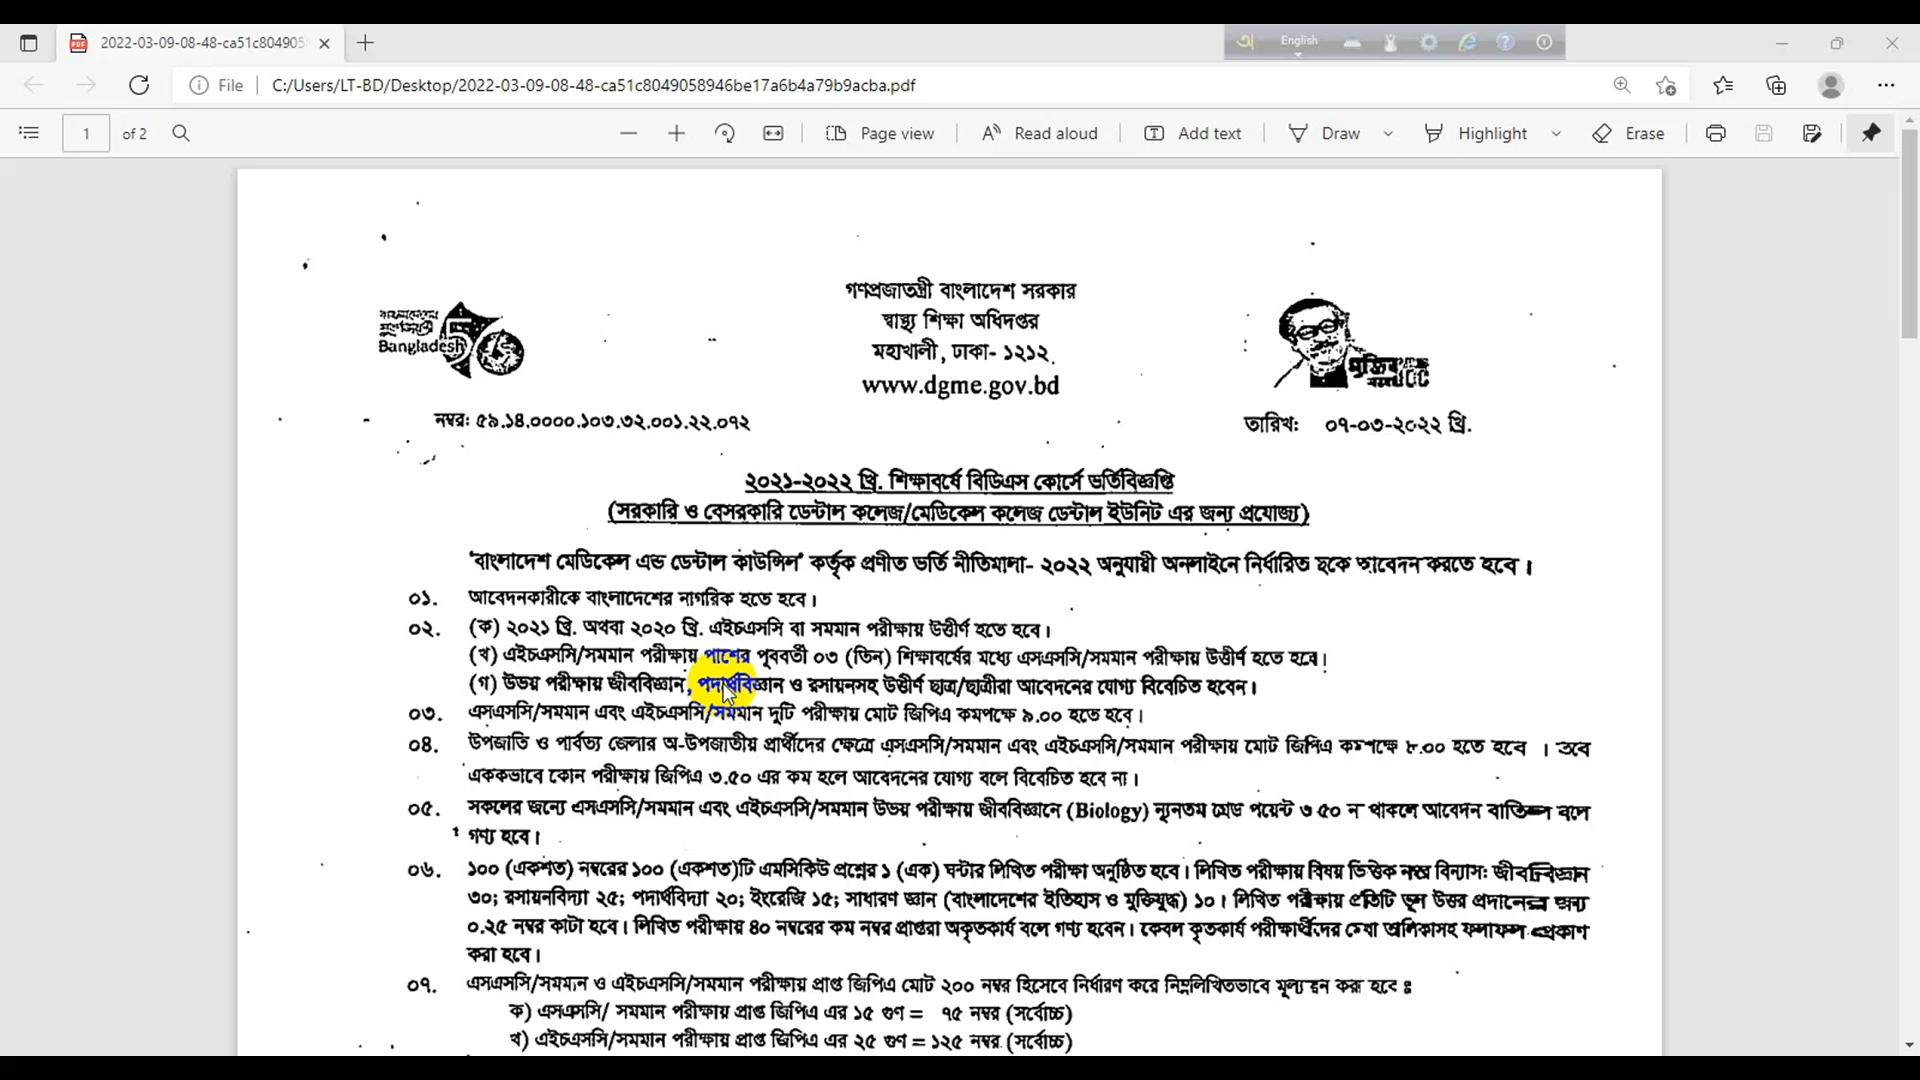 2022-03-09-08-48-ca51c804905
অ English
File C:/Users/LT-BD/Desktop/2022-03-09-08-48-ca51c8049058946be17a6b4a79b9acba.pdf
1 of 2 Page view Read aloud Add text Draw Highlight Erase
গণপ্রজাতন্ত্রী বাংলাদেশ সরকার
স্বাস্থ্য শিক্ষা অধিদপ্তর
মহাখালী, ঢাকা- ১২১২
www.dgme.gov.bd
Bangladesh 50
নম্বর: ৫৯.১৪.০০০০.১০৩.৩২.০০১.২২.০৭২
তারিখ: ০৭-০৩-২০২২ খ্রি.
২০২১-২০২২ খ্রি. শিক্ষাবর্ষে বিডিএস কোর্সে ভর্তিবিজ্ঞপ্তি
(সরকারি ও বেসরকারি ডেন্টাল কলেজ/মেডিকেল কলেজ ডেন্টাল ইউনিট এর জন্য প্রযোজ্য)
'বাংলাদেশ মেডিকেল এন্ড ডেন্টাল কাউন্সিল' কর্তৃক প্রণীত ভর্তি নীতিমালা- ২০২২ অনুযায়ী অনলাইনে নির্ধারিত ছকে আবেদন করতে হবে।
০১. আবেদনকারীকে বাংলাদেশের নাগরিক হতে হবে।
০২. (ক) ২০২১ খ্রি. অথবা ২০২০ খ্রি. এইচএসসি বা সমমান পরীক্ষায় উত্তীর্ণ হতে হবে।
(খ) এইচএসসি/সমমান পরীক্ষায় পাশের পূববর্তী ০৩ (তিন) শিক্ষাবর্ষের মধ্যে এসএসসি/সমমান পরীক্ষায় উত্তীর্ণ হতে হবে।
(গ) উভয় পরীক্ষায় জীববিজ্ঞান, পদার্থবিজ্ঞান ও রসায়নসহ উত্তীর্ণ ছাত্র/ছাত্রীরা আবেদনের যোগ্য বিবেচিত হবেন।
০৩. এসএসসি/সমমান এবং এইচএসসি/সমমান দুটি পরীক্ষায় মোট জিপিএ কমপক্ষে ৯.০০ হতে হবে।
০৪. উপজাতি ও পার্বত্য জেলার অ-উপজাতীয় প্রার্থীদের ক্ষেত্রে এসএসসি/সমমান এবং এইচএসসি/সমমান পরীক্ষায় মোট জিপিএ কমপক্ষে ৮.০০ হতে হবে । তবে
এককভাবে কোন পরীক্ষায় জিপিএ ৩.৫০ এর কম হলে আবেদনের যোগ্য বলে বিবেচিত হবে না।
০৫. সকলের জন্যে এসএসসি/সমমান এবং এইচএসসি/সমমান উভয় পরীক্ষায় জীববিজ্ঞানে (Biology) ন্যূনতম গ্রেড পয়েন্ট ৩.৫০ না থাকলে আবেদন বাতিল বলে
গণ্য হবে।
০৬. ১০০ (একশত) নম্বরের ১০০ (একশত)টি এমসিকিউ প্রশ্নের ১ (এক) ঘন্টার লিখিত পরীক্ষা অনুষ্ঠিত হবে। লিখিত পরীক্ষায় বিষয় ভিত্তিক নম্বর বিন্যাস: জীববিজ্ঞান
৩০; রসায়নবিদ্যা ২৫; পদার্থবিদ্যা ২০; ইংরেজি ১৫; সাধারণ জ্ঞান (বাংলাদেশের ইতিহাস ও মুক্তিযুদ্ধ) ১০। লিখিত পরীক্ষায় প্রতিটি ভুল উত্তর প্রদানের জন্য
০.২৫ নম্বর কাটা হবে। লিখিত পরীক্ষায় ৪০ নম্বরের কম নম্বর প্রাপ্তরা অকৃতকার্য বলে গণ্য হবেন। কেবল কৃতকার্য পরীক্ষার্থীদের মেধা তালিকাসহ ফলাফল প্রকাশ
করা হবে।
০৭. এসএসসি/সমমান ও এইচএসসি/সমমান পরীক্ষায় প্রাপ্ত জিপিএ মোট ২০০ নম্বর হিসেবে নির্ধারণ করে নিম্নলিখিতভাবে মূল্যায়ন করা হবে ঃ
ক) এসএসসি/ সমমান পরীক্ষায় প্রাপ্ত জিপিএ এর ১৫ গুণ = ৭৫ নম্বর (সর্বোচ্চ)
খ) এইচএসসি/সমমান পরীক্ষায় প্রাপ্ত জিপিএ এর ২৫ গুণ = ১২৫ নম্বর (সর্বোচ্চ)